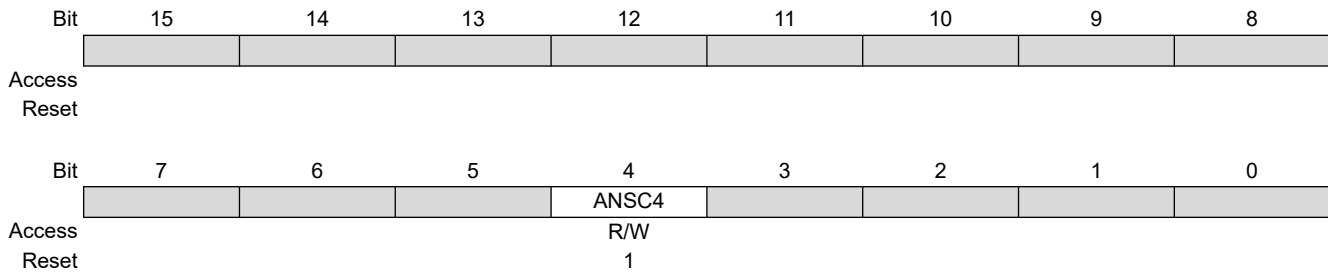 Bit 15 14 13 12 11 10 9 8
Access
Reset
Bit 7 6 5 4 3 2 1 0
ANSC4
Access R/W
Reset 1